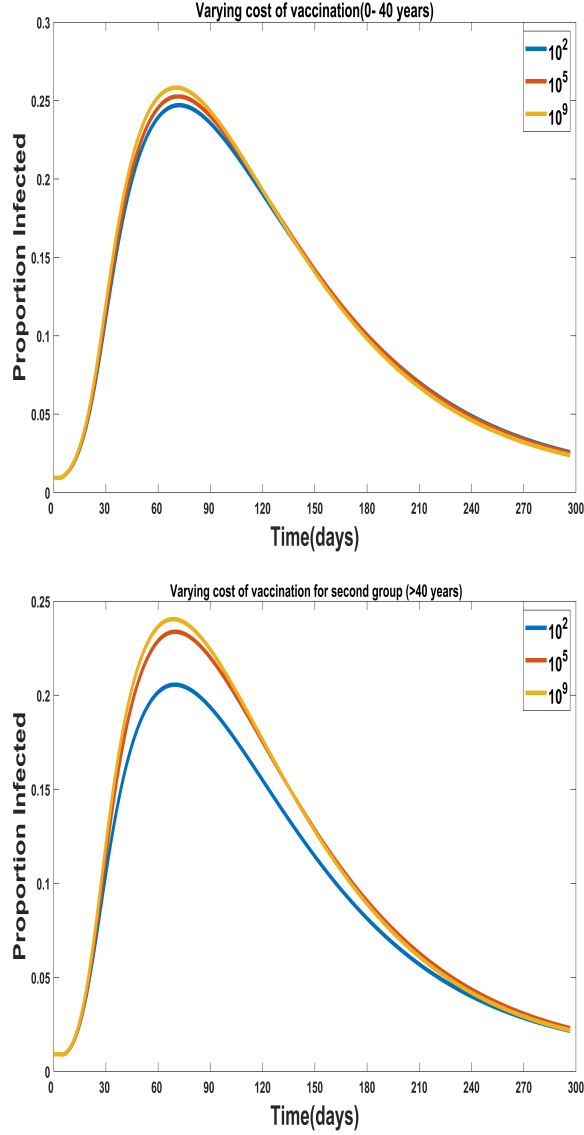 Varying cost of vaccination(0- 40 years)
0.3
0.25
0.2
0.15
0.1
0.05
0
Proportion Infected
10^2
10^5
10^9
0 30 60 90 120 150 180 210 240 270 300
Time(days)
Varying cost of vaccination for second group (>40 years)
0.25
0.2
0.15
0.1
0.05
0
Proportion Infected
10^2
10^5
10^9
0 30 60 90 120 150 180 210 240 270 300
Time(days)